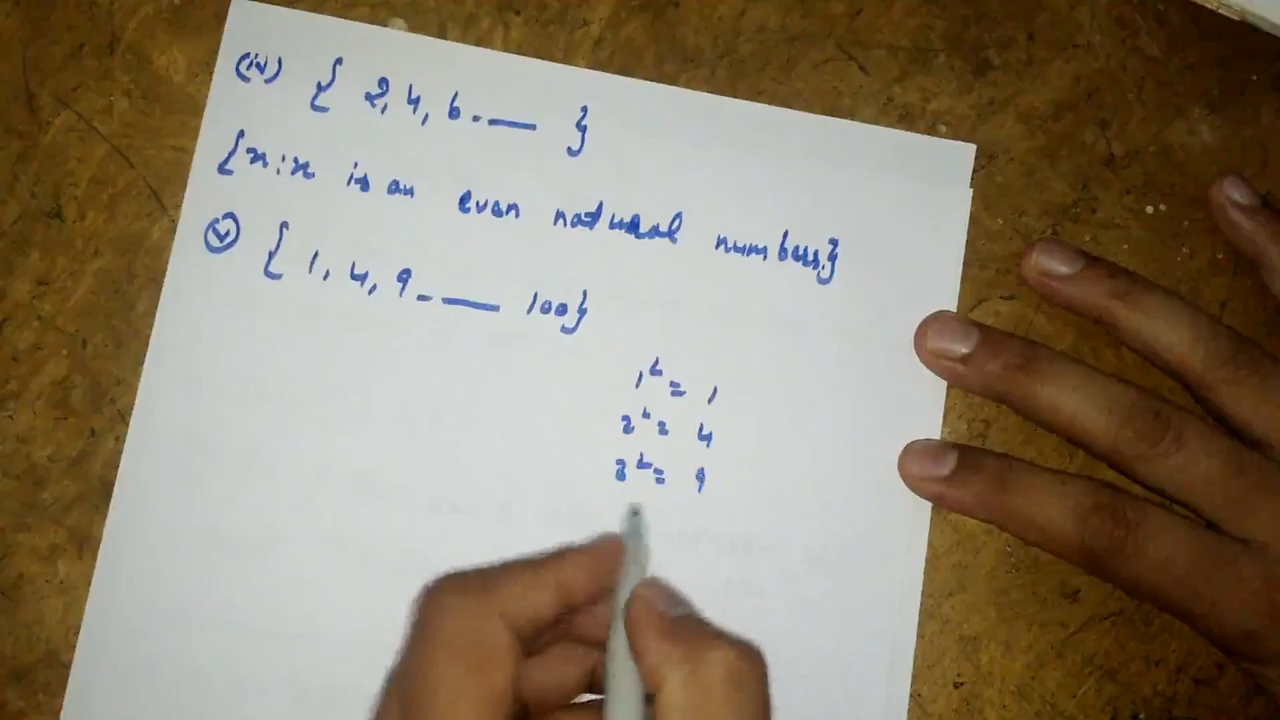 (iv) { 2, 4, 6 - — }
{x : x is an even natural numbers.}
(v) { 1, 4, 9 - — 100}
1² = 1
2² = 4
3² = 9